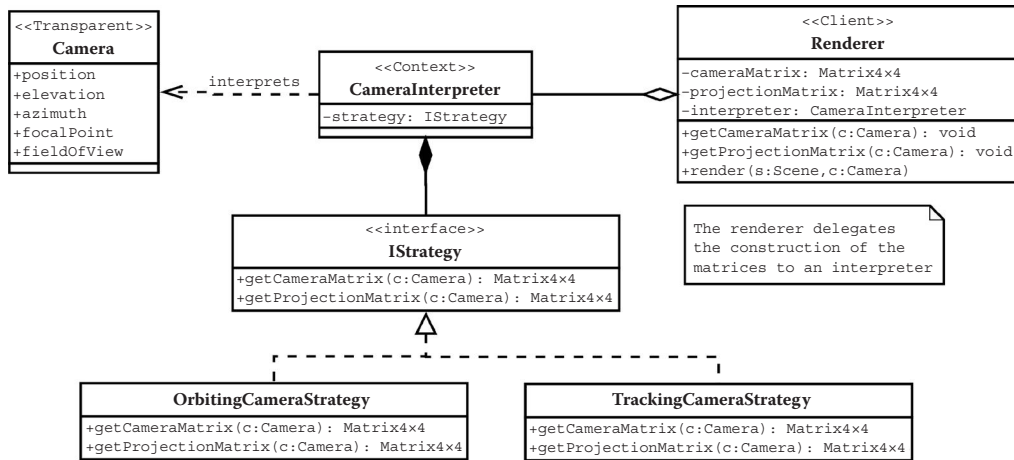 <<Transparent>>
Camera
+position
+elevation
+azimuth
+focalPoint
+fieldOfView
interprets
<<Context>>
CameraInterpreter
-strategy: IStrategy
<<Client>>
Renderer
-cameraMatrix: Matrix4×4
-projectionMatrix: Matrix4×4
-interpreter: CameraInterpreter
+getCameraMatrix(c:Camera): void
+getProjectionMatrix(c:Camera): void
+render(s:Scene,c:Camera)
The renderer delegates
the construction of the
matrices to an interpreter
<<interface>>
IStrategy
+getCameraMatrix(c:Camera): Matrix4×4
+getProjectionMatrix(c:Camera): Matrix4×4
OrbitingCameraStrategy
+getCameraMatrix(c:Camera): Matrix4×4
+getProjectionMatrix(c:Camera): Matrix4×4
TrackingCameraStrategy
+getCameraMatrix(c:Camera): Matrix4×4
+getProjectionMatrix(c:Camera): Matrix4×4